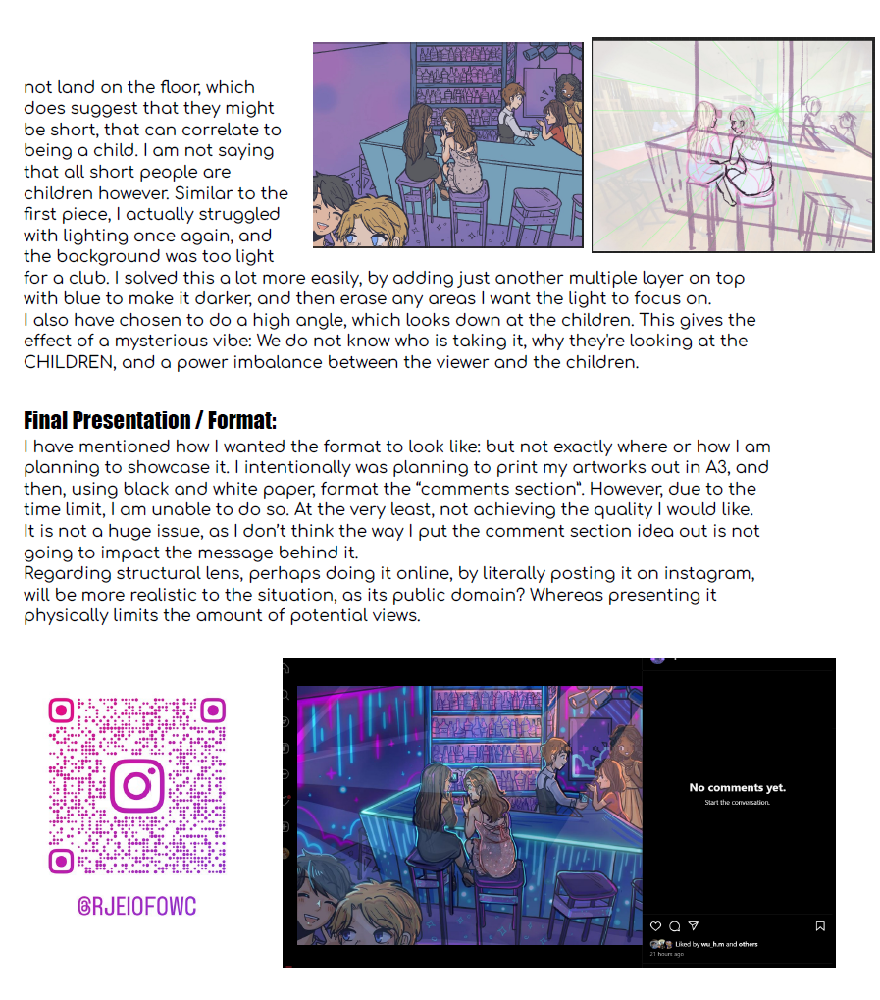 not land on the floor, which
does suggest that they might
be short, that can correlate to
being a child. I am not saying
that all short people are
children however. Similar to the
first piece, I actually struggled
with lighting once again, and
the background was too light
for a club. I solved this a lot more easily, by adding just another multiple layer on top
with blue to make it darker, and then erase any areas I want the light to focus on.
I also have chosen to do a high angle, which looks down at the children. This gives the
effect of a mysterious vibe: We do not know who is taking it, why they're looking at the
CHILDREN, and a power imbalance between the viewer and the children.
Final Presentation / Format:
I have mentioned how I wanted the format to look like: but not exactly where or how I am
planning to showcase it. I intentionally was planning to print my artworks out in A3, and
then, using black and white paper, format the “comments section”. However, due to the
time limit, I am unable to do so. At the very least, not achieving the quality I would like.
It is not a huge issue, as I don’t think the way I put the comment section idea out is not
going to impact the message behind it.
Regarding structural lens, perhaps doing it online, by literally posting it on instagram,
will be more realistic to the situation, as its public domain? Whereas presenting it
physically limits the amount of potential views.
@RJEIOFOWC
No comments yet.
Start the conversation.
Liked by wu_h.m and others
21 hours ago